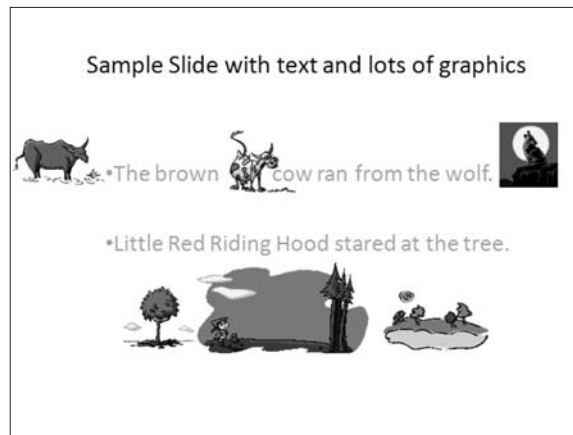 Sample Slide with text and lots of graphics
•The brown cow ran from the wolf.
•Little Red Riding Hood stared at the tree.